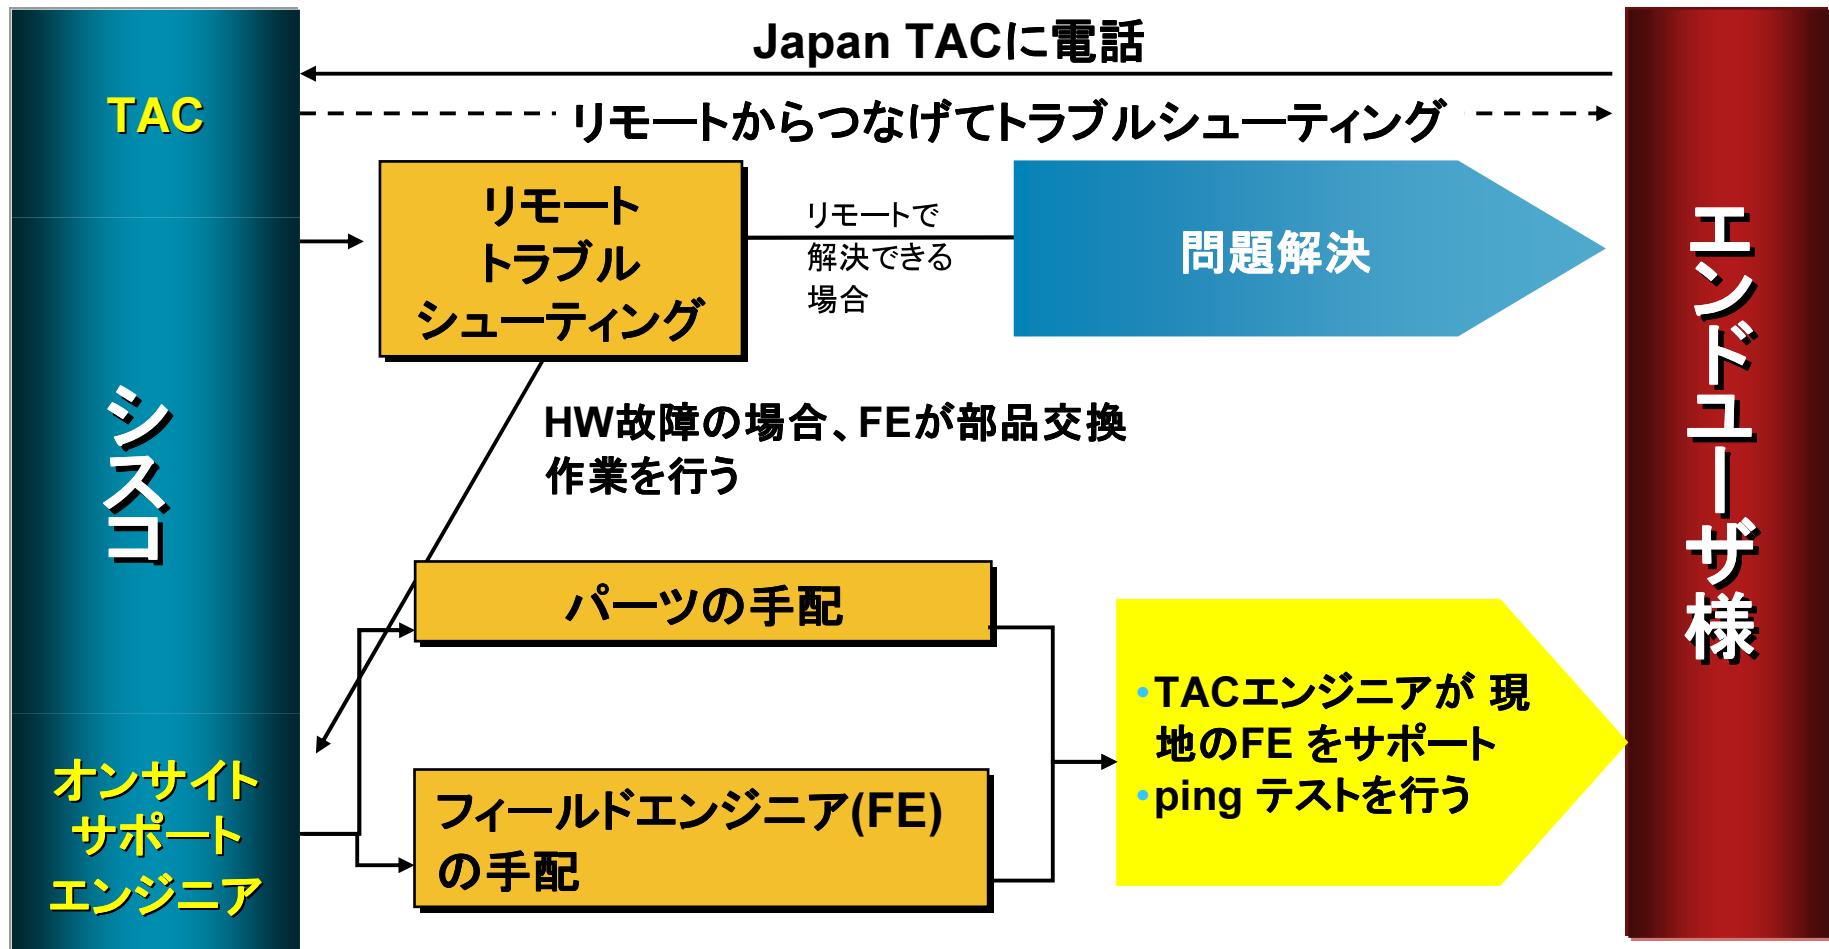 Japan TACに電話
TAC
リモートからつなげてトラブルシューティング
リモート
トラブル
シューティング
リモートで
解決できる
場合
問題解決
シスコ
エンドユーザ様
HW故障の場合、FEが部品交換
作業を行う
パーツの手配
•TACエンジニアが 現
地のFE をサポート
•ping テストを行う
オンサイト
サポート
エンジニア
フィールドエンジニア(FE)
の手配